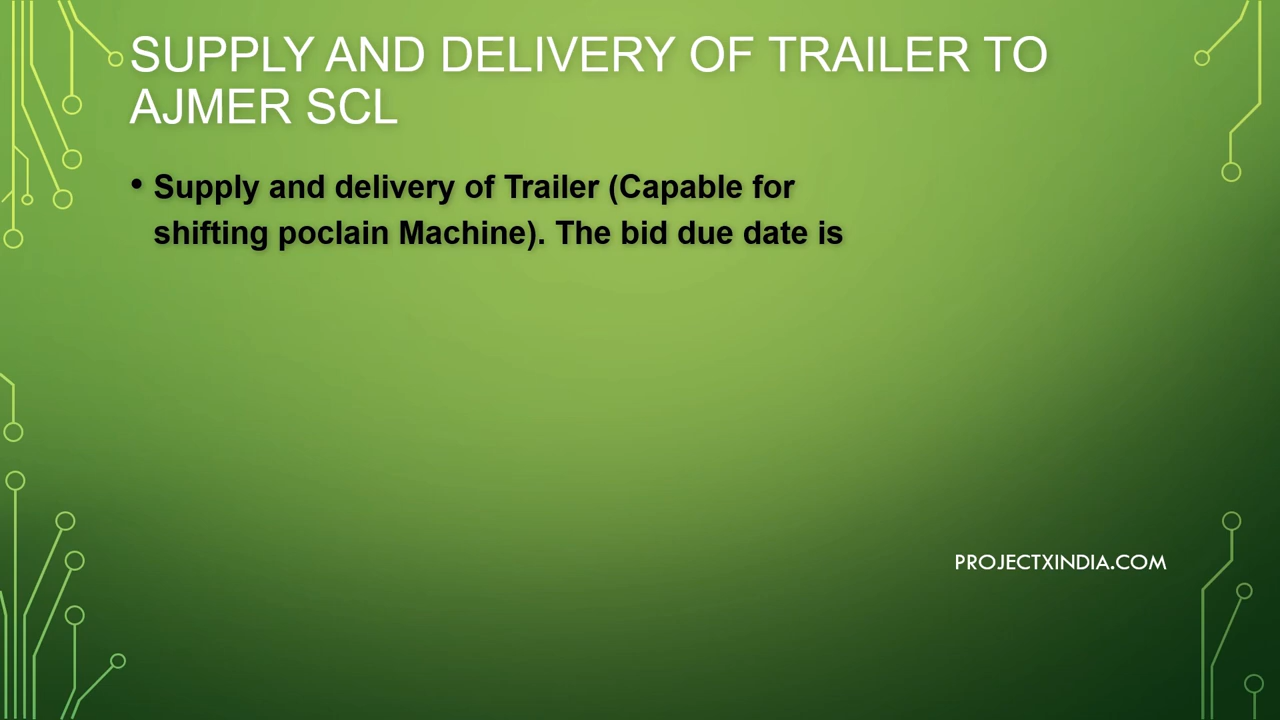 SUPPLY AND DELIVERY OF TRAILER TO
AJMER SCL
• Supply and delivery of Trailer (Capable for
shifting poclain Machine). The bid due date is
PROJECTXINDIA.COM